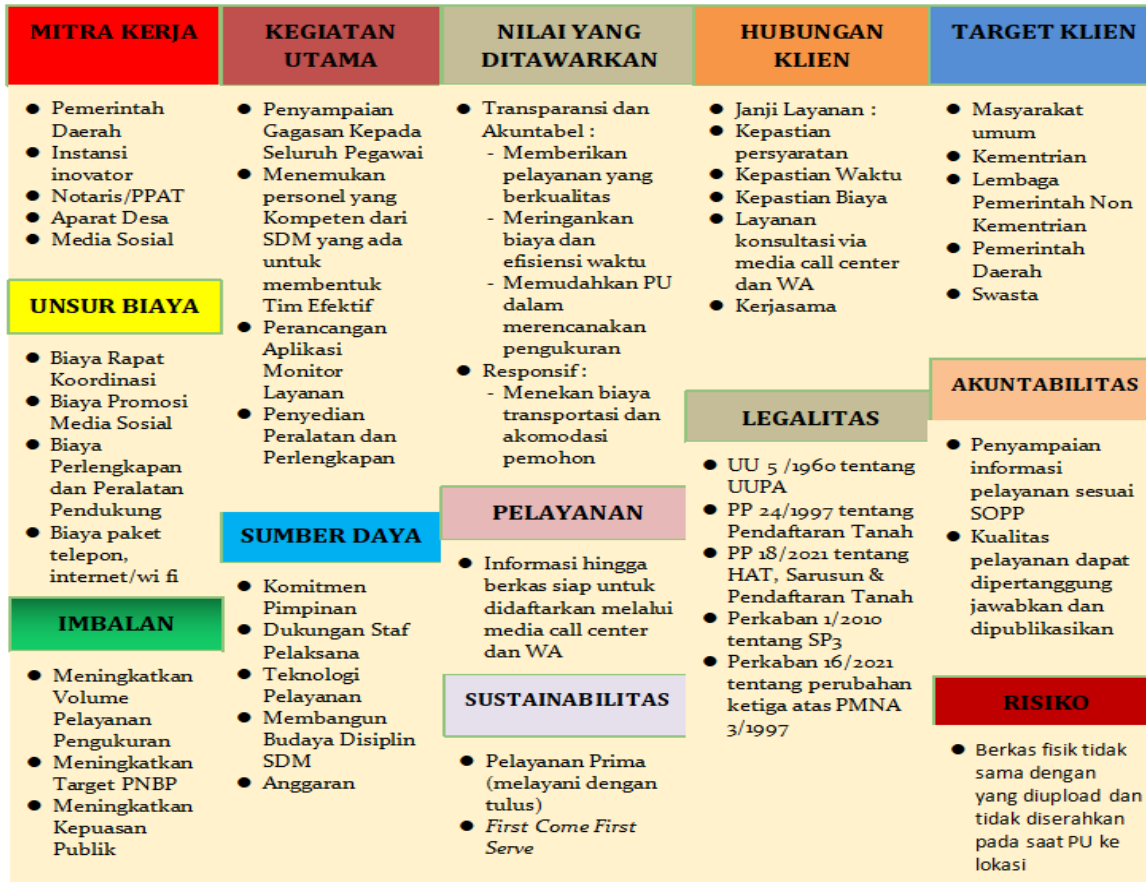 MITRA KERJA
● Pemerintah
Daerah
● Instansi
inovator
● Notaris/PPAT
● Aparat Desa
● Media Sosial
UNSUR BIAYA
● Biaya Rapat
Koordinasi
● Biaya Promosi
Media Sosial
● Biaya
Perlengkapan
dan Peralatan
Pendukung
● Biaya paket
telepon,
internet/wi fi
IMBALAN
● Meningkatkan
Volume
Pelayanan
Pengukuran
● Meningkatkan
Target PNBP
● Meningkatkan
Kepuasan
Publik
KEGIATAN
UTAMA
● Penyampaian
Gagasan Kepada
Seluruh Pegawai
● Menemukan
personel yang
Kompeten dari
SDM yang ada
untuk
membentuk
Tim Efektif
● Perancangan
Aplikasi
Monitor
Layanan
● Penyedian
Peralatan dan
Perlengkapan
SUMBER DAYA
● Komitmen
Pimpinan
● Dukungan Staf
Pelaksana
● Teknologi
Pelayanan
● Membangun
Budaya Disiplin
SDM
● Anggaran
NILAI YANG
DITAWARKAN
● Transparansi dan
Akuntabel :
- Memberikan
pelayanan yang
berkualitas
- Meringankan
biaya dan
efisiensi waktu
- Memudahkan PU
dalam
merencanakan
pengukuran
● Responsif :
- Menekan biaya
transportasi dan
akomodasi
pemohon
PELAYANAN
● Informasi hingga
berkas siap untuk
didaftarkan melalui
media call center
dan WA
SUSTAINABILITAS
● Pelayanan Prima
(melayani dengan
tulus)
● First Come First
Serve
HUBUNGAN
KLIEN
● Janji Layanan :
● Kepastian
persyaratan
● Kepastian Waktu
● Kepastian Biaya
● Layanan
konsultasi via
media call center
dan WA
● Kerjasama
LEGALITAS
● UU 5 /1960 tentang
UUPA
● PP 24/1997 tentang
Pendaftaran Tanah
● PP 18/2021 tentang
HAT, Sarusun &
Pendaftaran Tanah
● Perkaban 1/2010
tentang SP3
● Perkaban 16/2021
tentang perubahan
ketiga atas PMNA
3/1997
TARGET KLIEN
● Masyarakat
umum
● Kementrian
● Lembaga
Pemerintah Non
Kementrian
● Pemerintah
Daerah
● Swasta
AKUNTABILITAS
● Penyampaian
informasi
pelayanan sesuai
SOPP
● Kualitas
pelayanan dapat
dipertanggung
jawabkan dan
dipublikasikan
RISIKO
● Berkas fisik tidak
sama dengan
yang diupload dan
tidak diserahkan
pada saat PU ke
lokasi